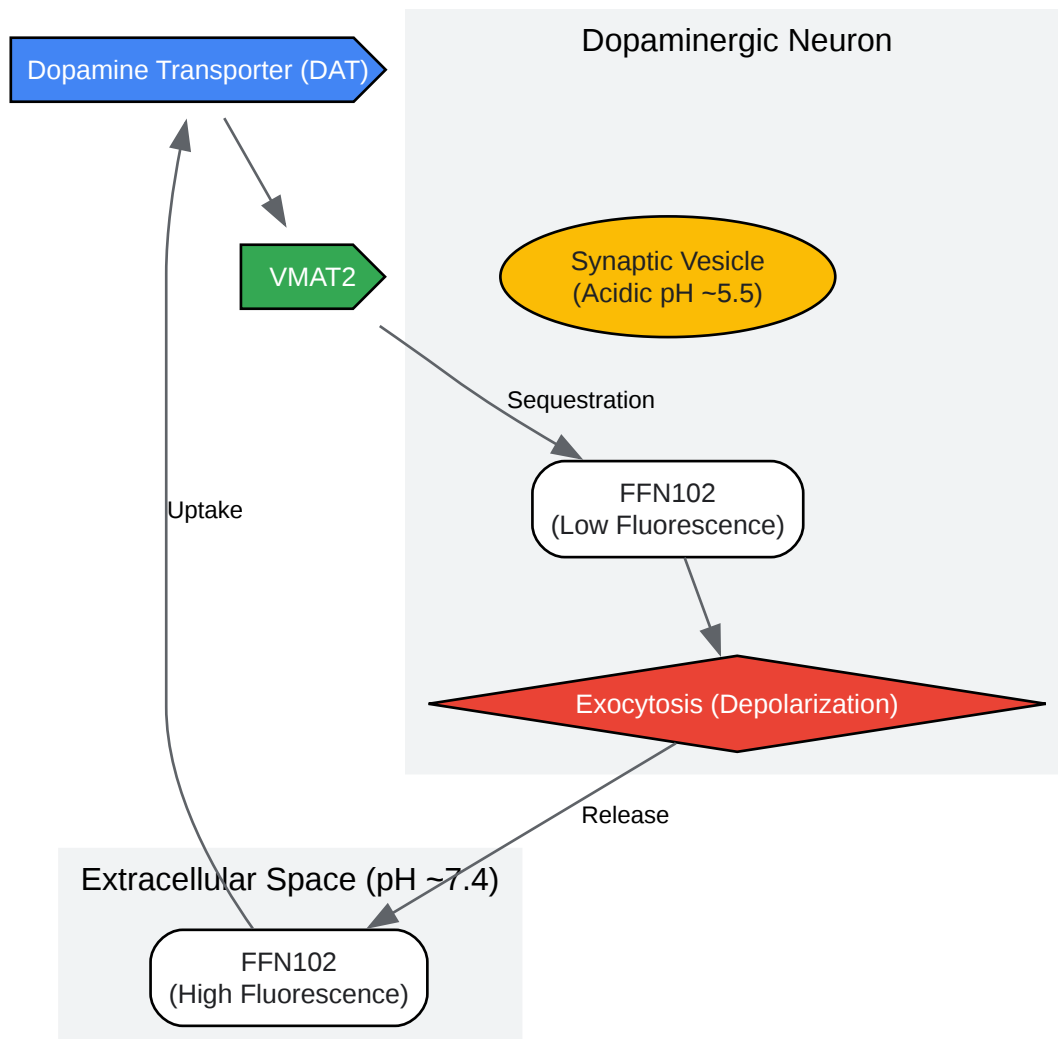 Dopaminergic Neuron
Dopamine Transporter (DAT)
VMAT2
Synaptic Vesicle
(Acidic pH ~5.5)
Sequestration
FFN102
(Low Fluorescence)
Uptake
Exocytosis (Depolarization)
Release
Extracellular Space (pH ~7.4)
FFN102
(High Fluorescence)